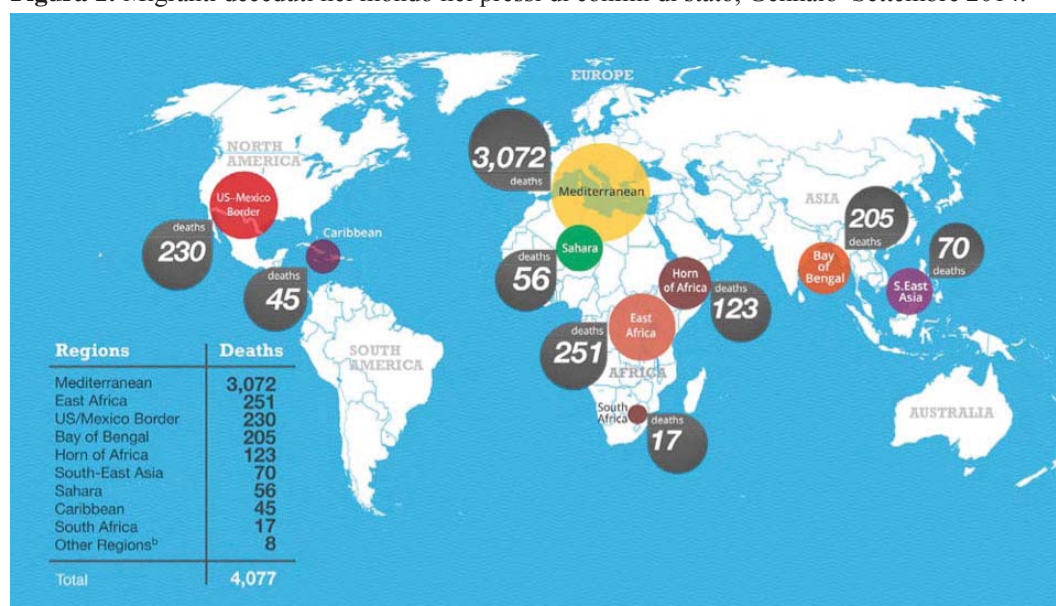 Figura
Migranti deceduti nel mondo nei pressi di confini di stato, Gennaio–Settembre 2014.
EUROPE
NORTH
AMERICA
3,072
deaths
Mediterranean
US–Mexico
Border
ASIA
205
deaths
deaths
230
Caribbean
Sahara
70
deaths
deaths
45
deaths
56
Horn
of Africa
deaths
123
Bay
of
Bengal
S.East
Asia
East
Africa
deaths
251
SOUTH
AMERICA
AFRICA
South
Africa
deaths
17
AUSTRALIA
Regions Deaths
Mediterranean 3,072
East Africa 251
US/Mexico Border 230
Bay of Bengal 205
Horn of Africa 123
South-East Asia 70
Sahara 56
Caribbean 45
South Africa 17
Other Regionsᵇ 8
Total 4,077